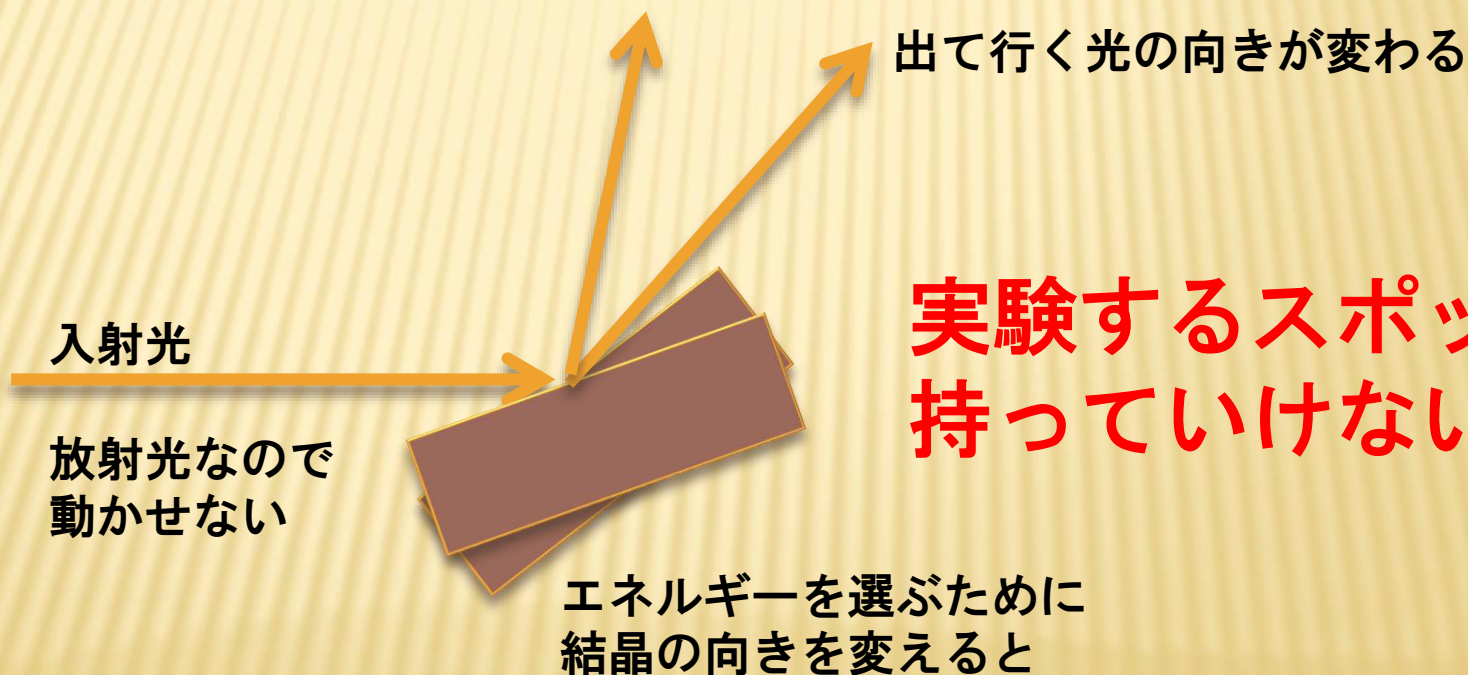 出て行く光の向きが変わる
実験するスポッ
持っていけない
入射光
放射光なので
動かせない
エネルギーを選ぶために
結晶の向きを変えると